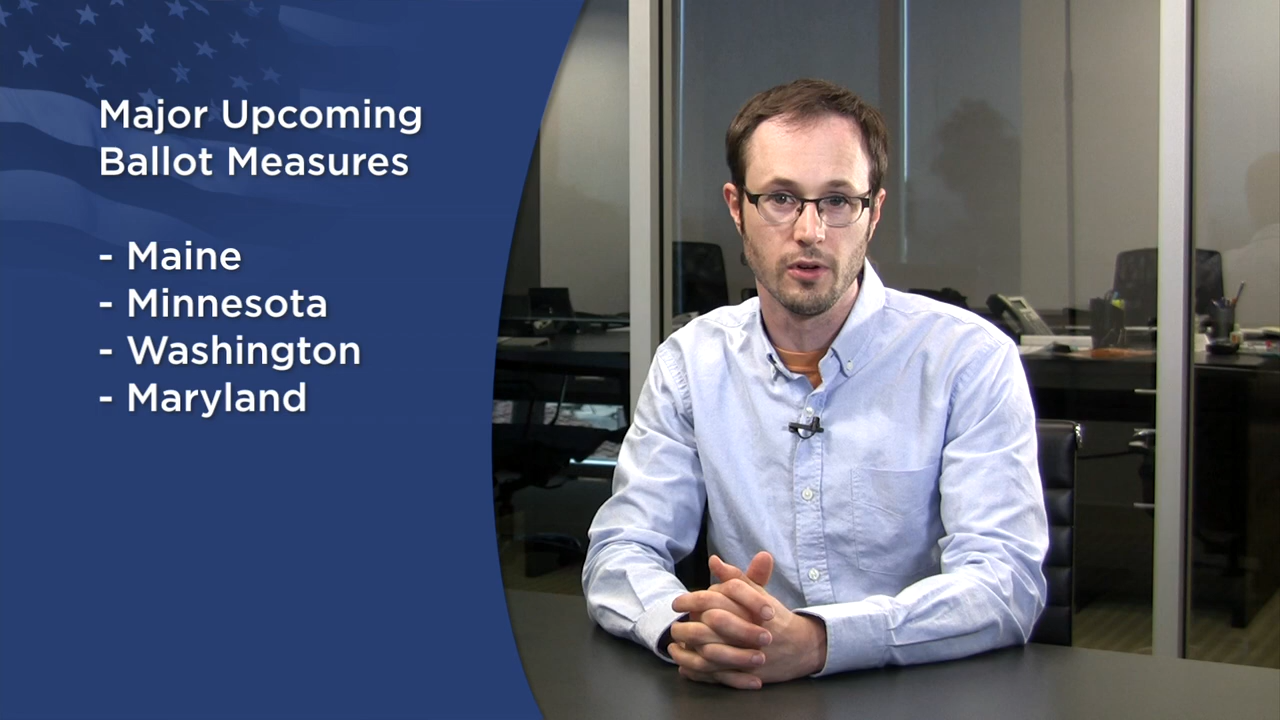 Major Upcoming
Ballot Measures
- Maine
- Minnesota
- Washington
- Maryland